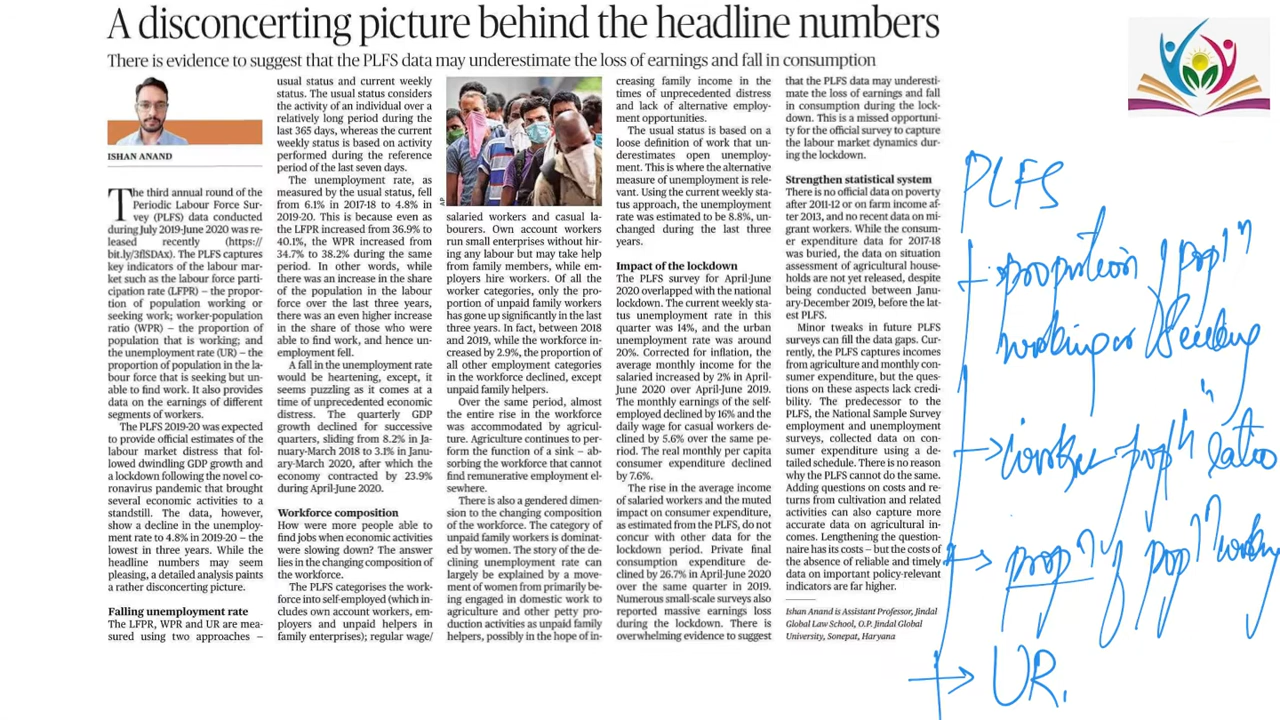 A disconcerting picture behind the headline numbers
There is evidence to suggest that the PLFS data may underestimate the loss of earnings and fall in consumption
ISHAN ANAND
The third annual round of the
Periodic Labour Force Sur-
vey (PLFS) data conducted
during July 2019-June 2020 was re-
leased recently (https://
bit.ly/3flSDAx). The PLFS captures
key indicators of the labour mar-
ket such as the labour force parti-
cipation rate (LFPR) – the propor-
tion of population working or
seeking work; worker-population
ratio (WPR) – the proportion of
population that is working; and
the unemployment rate (UR) – the
proportion of population in the la-
bour force that is seeking but un-
able to find work. It also provides
data on the earnings of different
segments of workers.
The PLFS 2019-20 was expected
to provide official estimates of the
labour market distress that fol-
lowed dwindling GDP growth and
a lockdown following the novel co-
ronavirus pandemic that brought
several economic activities to a
standstill. The data, however,
show a decline in the unemploy-
ment rate to 4.8% in 2019-20 – the
lowest in three years. While the
headline numbers may seem
pleasing, a detailed analysis paints
a rather disconcerting picture.
Falling unemployment rate
The LFPR, WPR and UR are mea-
sured using two approaches –
usual status and current weekly
status. The usual status considers
the activity of an individual over a
relatively long period during the
last 365 days, whereas the current
weekly status is based on activity
performed during the reference
period of the last seven days.
The unemployment rate, as
measured by the usual status, fell
from 6.1% in 2017-18 to 4.8% in
2019-20. This is because even as
the LFPR increased from 36.9% to
40.1%, the WPR increased from
34.7% to 38.2% during the same
period. In other words, while
there was an increase in the share
of the population in the labour
force over the last three years,
there was an even higher increase
in the share of those who were
able to find work, and hence un-
employment fell.
A fall in the unemployment rate
would be heartening, except, it
seems puzzling as it comes at a
time of unprecedented economic
distress. The quarterly GDP
growth declined for successive
quarters, sliding from 8.2% in Ja-
nuary-March 2018 to 3.1% in Janu-
ary-March 2020, after which the
economy contracted by 23.9%
during April-June 2020.
Workforce composition
How were more people able to
find jobs when economic activities
were slowing down? The answer
lies in the changing composition of
the workforce.
The PLFS categorises the work-
force into self-employed (which in-
cludes own account workers, em-
ployers and unpaid helpers in
family enterprises); regular wage/
AP
salaried workers and casual la-
bourers. Own account workers
run small enterprises without hir-
ing any labour but may take help
from family members, while em-
ployers hire workers. Of all the
worker categories, only the pro-
portion of unpaid family workers
has gone up significantly in the last
three years. In fact, between 2018
and 2019, while the workforce in-
creased by 2.9%, the proportion of
all other employment categories
in the workforce declined, except
unpaid family helpers.
Over the same period, almost
the entire rise in the workforce
was accommodated by agricul-
ture. Agriculture continues to per-
form the function of a sink – ab-
sorbing the workforce that cannot
find remunerative employment el-
sewhere.
There is also a gendered dimen-
sion to the changing composition
of the workforce. The category of
unpaid family workers is dominat-
ed by women. The story of the de-
clining unemployment rate can
largely be explained by a move-
ment of women from primarily be-
ing engaged in domestic work to
agriculture and other petty pro-
duction activities as unpaid family
helpers, possibly in the hope of in-
creasing family income in the
times of unprecedented distress
and lack of alternative employ-
ment opportunities.
The usual status is based on a
loose definition of work that un-
derestimates open unemploy-
ment. This is where the alternative
measure of unemployment is rele-
vant. Using the current weekly sta-
tus approach, the unemployment
rate was estimated to be 8.8%, un-
changed during the last three
years.
Impact of the lockdown
The PLFS survey for April-June
2020 overlapped with the national
lockdown. The current weekly sta-
tus unemployment rate in this
quarter was 14%, and the urban
unemployment rate was around
20%. Corrected for inflation, the
average monthly income for the
salaried increased by 2% in April-
June 2020 over April-June 2019.
The monthly earnings of the self-
employed declined by 16% and the
daily wage for casual workers de-
clined by 5.6% over the same pe-
riod. The real monthly per capita
consumer expenditure declined
by 7.6%.
The rise in the average income
of salaried workers and the muted
impact on consumer expenditure,
as estimated from the PLFS, do not
concur with other data for the
lockdown period. Private final
consumption expenditure de-
clined by 26.7% in April-June 2020
over the same quarter in 2019.
Numerous small-scale surveys also
reported massive earnings loss
during the lockdown. There is
overwhelming evidence to suggest
that the PLFS data may underesti-
mate the loss of earnings and fall
in consumption during the lock-
down. This is a missed opportuni-
ty for the official survey to capture
the labour market dynamics dur-
ing the lockdown.
Strengthen statistical system
There is no official data on poverty
after 2011-12 or on farm income af-
ter 2013, and no recent data on mi-
grant workers. While the consum-
er expenditure data for 2017-18
was buried, the data on situation
assessment of agricultural house-
holds are not yet released, despite
being conducted between Janu-
ary-December 2019, before the lat-
est PLFS.
Minor tweaks in future PLFS
surveys can fill the data gaps. Cur-
rently, the PLFS captures incomes
from agriculture and monthly con-
sumer expenditure, but the ques-
tions on these aspects lack credi-
bility. The predecessor to the
PLFS, the National Sample Survey
employment and unemployment
surveys, collected data on con-
sumer expenditure using a de-
tailed schedule. There is no reason
why the PLFS cannot do the same.
Adding questions on costs and re-
turns from cultivation and related
activities can also capture more
accurate data on agricultural in-
comes. Lengthening the question-
naire has its costs – but the costs of
the absence of reliable and timely
data on important policy-relevant
indicators are far higher.
Ishan Anand is Assistant Professor, Jindal
Global Law School, O.P. Jindal Global
University, Sonepat, Haryana
PLFS
proportion of popl"
working or seeking
worker popl" ratio
prop" of popl" working
UR.